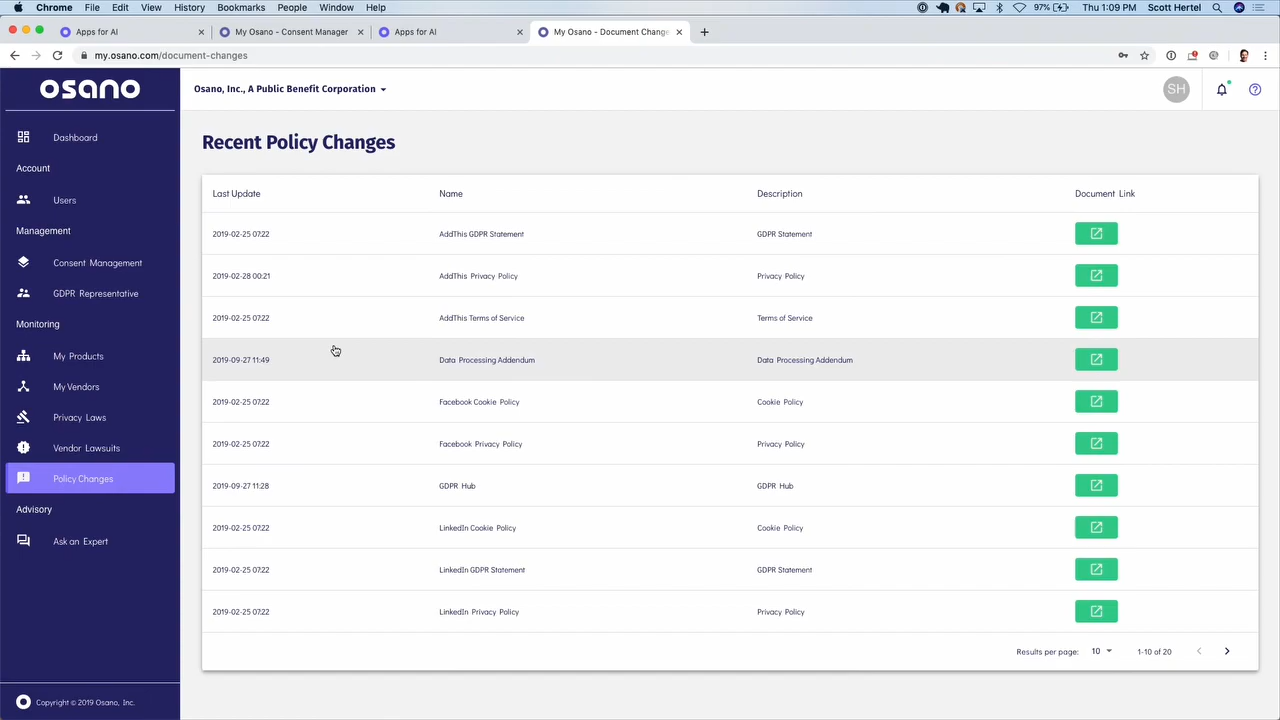 Chrome File Edit View History Bookmarks People Window Help 97% Thu 1:09 PM Scott Hertel
Apps for AI My Osano - Consent Manager Apps for AI My Osano - Document Change
my.osano.com/document-changes
osano
Osano, Inc., A Public Benefit Corporation
SH
Dashboard
Account
Users
Management
Consent Management
GDPR Representative
Monitoring
My Products
My Vendors
Privacy Laws
Vendor Lawsuits
Policy Changes
Advisory
Ask an Expert
Copyright © 2019 Osano, Inc.
Recent Policy Changes
Last Update Name Description Document Link
2019-02-25 07:22 AddThis GDPR Statement GDPR Statement
2019-02-28 00:21 AddThis Privacy Policy Privacy Policy
2019-02-25 07:22 AddThis Terms of Service Terms of Service
2019-09-27 11:49 Data Processing Addendum Data Processing Addendum
2019-02-25 07:22 Facebook Cookie Policy Cookie Policy
2019-02-25 07:22 Facebook Privacy Policy Privacy Policy
2019-09-27 11:28 GDPR Hub GDPR Hub
2019-02-25 07:22 LinkedIn Cookie Policy Cookie Policy
2019-02-25 07:22 LinkedIn GDPR Statement GDPR Statement
2019-02-25 07:22 LinkedIn Privacy Policy Privacy Policy
Results per page: 10 1-10 of 20